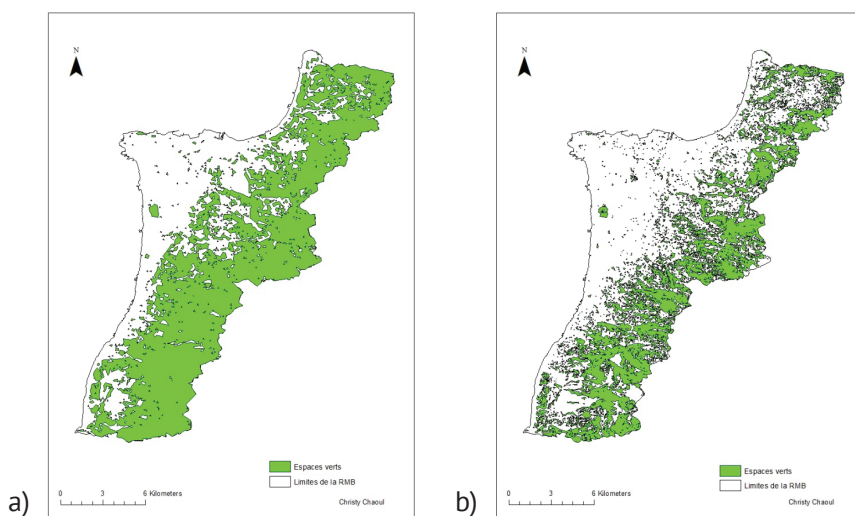 N
Espaces verts
Limites de la RMB
0 3 6 Kilometers
Christy Chaoul
a)
N
Espaces verts
Limites de la RMB
0 3 6 Kilometers
Christy Chaoul
b)